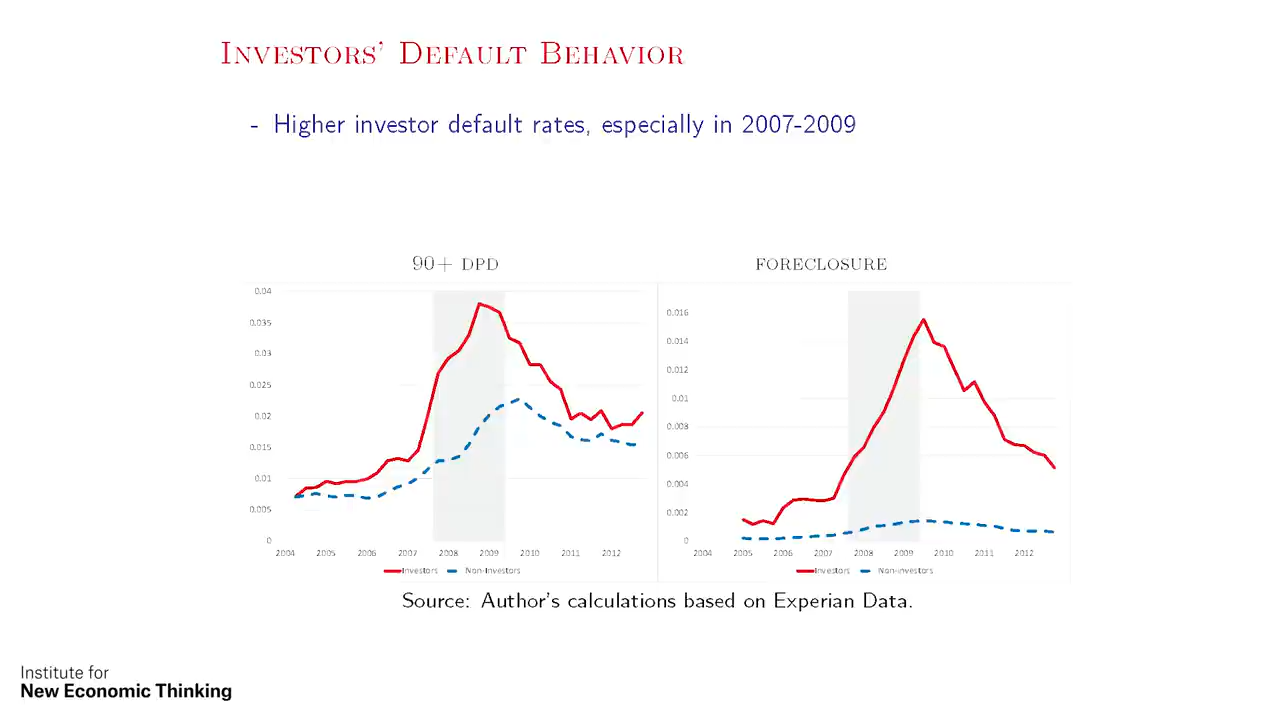 Investors' Default Behavior
- Higher investor default rates, especially in 2007-2009
90+ DPD
0.04
0.035
0.03
0.025
0.02
0.015
0.01
0.005
0
2004 2005 2006 2007 2008 2009 2010 2011 2012
Investors Non-Investors
FORECLOSURE
0.016
0.014
0.012
0.01
0.008
0.006
0.004
0.002
0
2004 2005 2006 2007 2008 2009 2010 2011 2012
Investors Non-investors
Source: Author's calculations based on Experian Data.
Institute for
New Economic Thinking